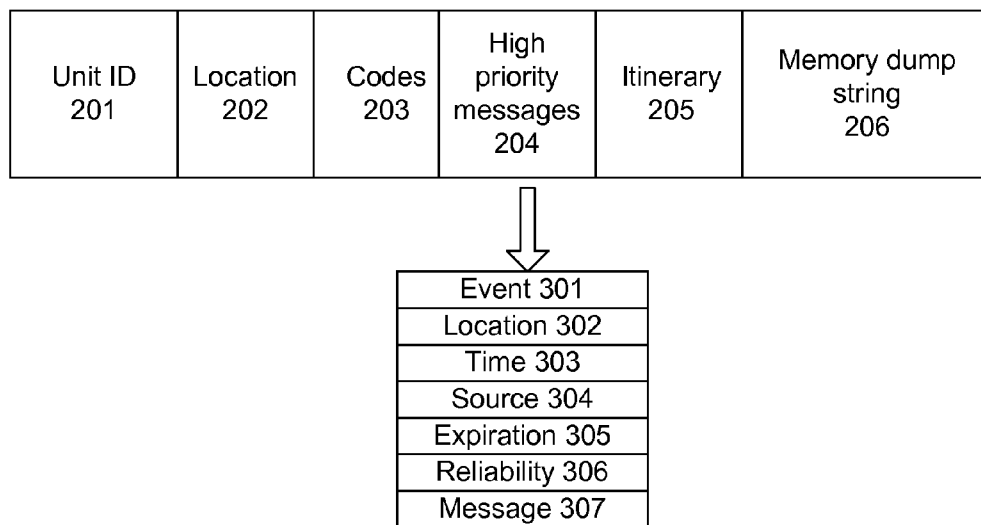 Unit ID
201
Location
202
Codes
203
High
priority
messages
204
Itinerary
205
Memory dump
string
206
Event 301
Location 302
Time 303
Source 304
Expiration 305
Reliability 306
Message 307